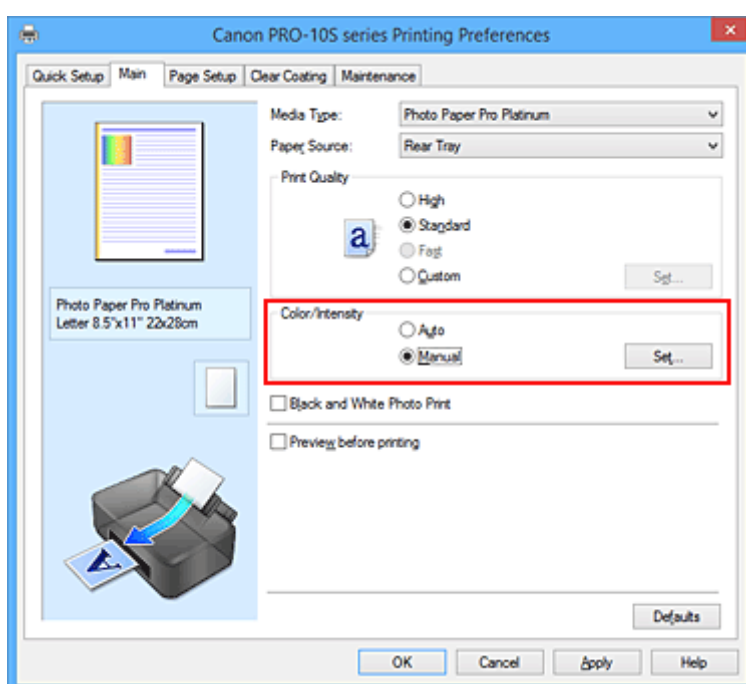 Canon PRO-10S series Printing Preferences
Quick Setup Main Page Setup Clear Coating Maintenance
Media Type: Photo Paper Pro Platinum
Paper Source: Rear Tray
Print Quality
High
Standard
Fast
Custom Set...
a
Photo Paper Pro Platinum
Letter 8.5"x11" 22x28cm
Color/Intensity
Auto
Manual Set...
Black and White Photo Print
Preview before printing
A
Defaults
OK Cancel Apply Help